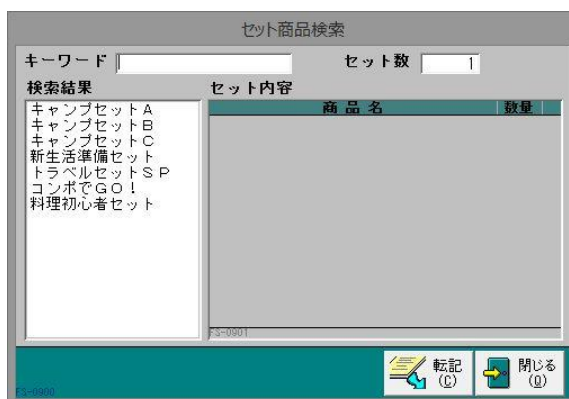 セット商品検索
キーワード
セット数 1
検索結果
セット内容
商品名 数量
キャンプセットA
キャンプセットB
キャンプセットC
新生活準備セット
トラベルセットSP
コンポでGO!
料理初心者セット
FS-0901
転記
(C)
閉じる
(Q)
FS-0900